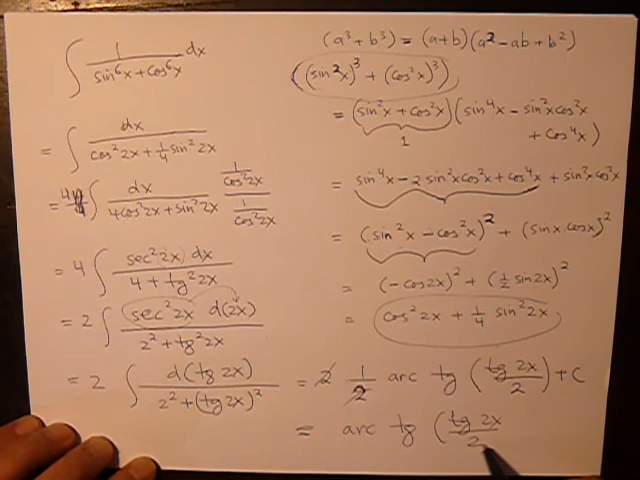 ∫ 1/(sin⁶x + cos⁶x) dx
= ∫ dx/(cos²2x + 1/4 sin²2x)
= 4 ∫ dx/(4cos²2x + sin²2x) (1/cos²2x)/(1/cos²2x)
= 4 ∫ sec²2x dx/(4 + tg²2x)
= 2 ∫ sec²2x d(2x)/(2² + tg²2x)
= 2 ∫ d(tg 2x)/(2² + (tg 2x)²) = 2 1/2 arc tg (tg 2x/2) + C
= arc tg (tg 2x/2
(a³ + b³) = (a+b)(a² - ab + b²)
((sin²x)³ + (cos²x)³)
= (sin²x + cos²x)(sin⁴x - sin²x cos²x
1
+ cos⁴x)
= sin⁴x - 2 sin²x cos²x + cos⁴x + sin²x cos²x
= (sin²x - cos²x)² + (sin x. cos x)²
= (- cos 2x)² + (1/2 sin 2x)²
= cos² 2x + 1/4 sin² 2x